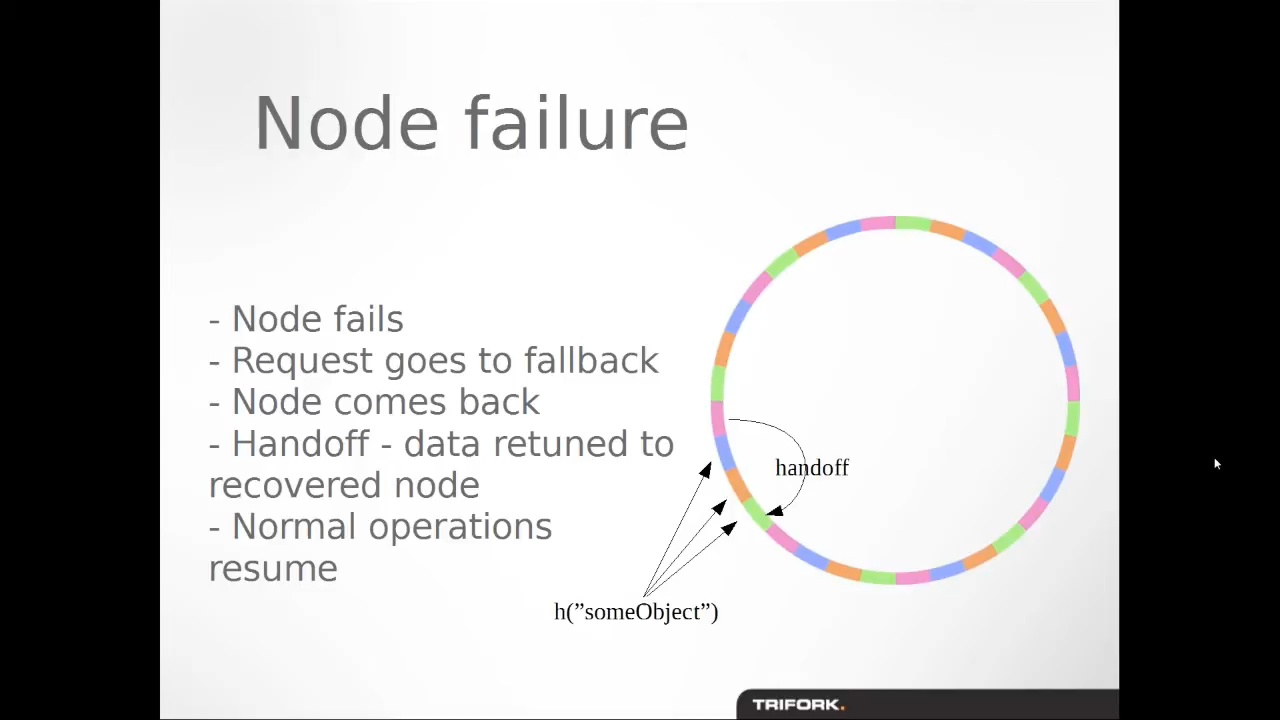 Node failure
- Node fails
- Request goes to fallback
- Node comes back
- Handoff - data retuned to
recovered node
- Normal operations
resume
handoff
h(”someObject”)
TRIFORK.